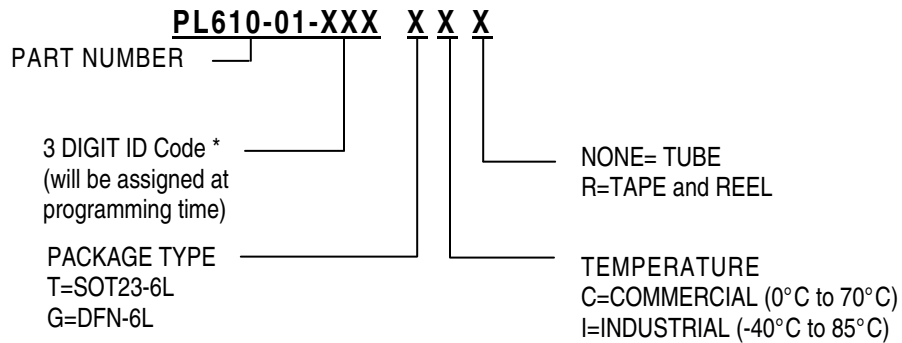 PL610-01-XXX X X X
PART NUMBER
3 DIGIT ID Code *
(will be assigned at
programming time)
PACKAGE TYPE
T=SOT23-6L
G=DFN-6L
NONE= TUBE
R=TAPE and REEL
TEMPERATURE
C=COMMERCIAL (0°C to 70°C)
I=INDUSTRIAL (-40°C to 85°C)